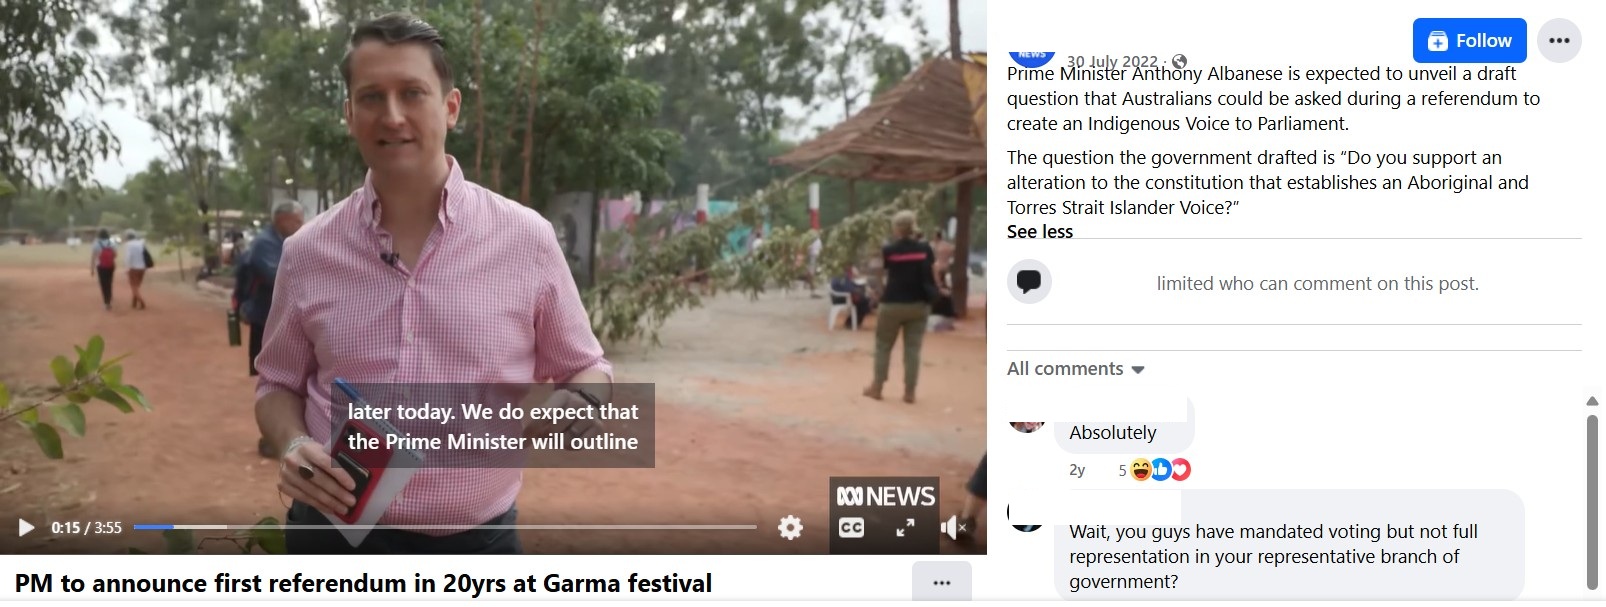 later today. We do expect that
the Prime Minister will outline
NEWS
CC
0:15 / 3:55
PM to announce first referendum in 20yrs at Garma festival
Follow
NEWS
30 July 2022
Prime Minister Anthony Albanese is expected to unveil a draft
question that Australians could be asked during a referendum to
create an Indigenous Voice to Parliament.
The question the government drafted is “Do you support an
alteration to the constitution that establishes an Aboriginal and
Torres Strait Islander Voice?”
See less
limited who can comment on this post.
All comments
Absolutely
2y 5
Wait, you guys have mandated voting but not full
representation in your representative branch of
government?